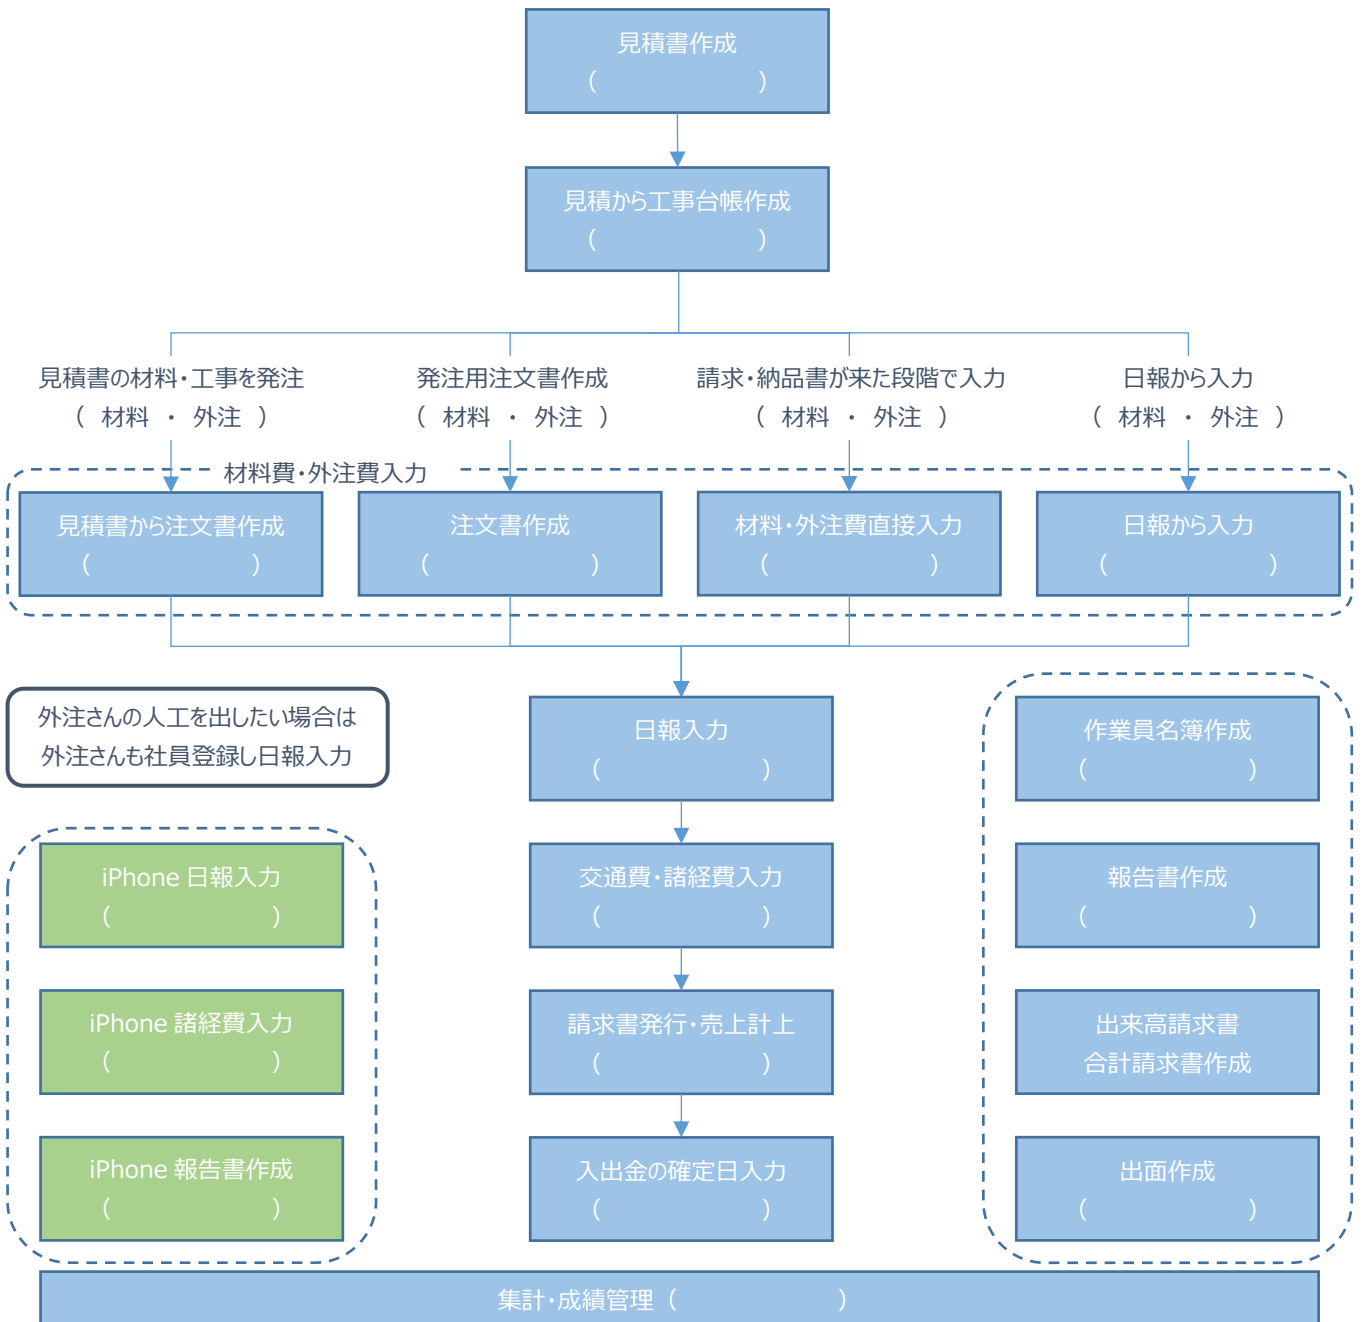 見積書作成
(　　　　　　　)
見積から工事台帳作成
(　　　　　　　)
見積書の材料・工事を発注
( 材料 ・ 外注 )
発注用注文書作成
( 材料 ・ 外注 )
請求・納品書が来た段階で入力
( 材料 ・ 外注 )
日報から入力
( 材料 ・ 外注 )
材料費・外注費入力
見積書から注文書作成
(　　　　　　　)
注文書作成
(　　　　　　　)
材料・外注費直接入力
(　　　　　　　)
日報から入力
(　　　　　　　)
外注さんの人工を出したい場合は
外注さんも社員登録し日報入力
iPhone 日報入力
(　　　　　　　)
iPhone 諸経費入力
(　　　　　　　)
iPhone 報告書作成
(　　　　　　　)
日報入力
(　　　　　　　)
交通費・諸経費入力
(　　　　　　　)
請求書発行・売上計上
(　　　　　　　)
入出金の確定日入力
(　　　　　　　)
作業員名簿作成
(　　　　　　　)
報告書作成
(　　　　　　　)
出来高請求書
合計請求書作成
出面作成
(　　　　　　　)
集計・成績管理 (　　　　　　　)